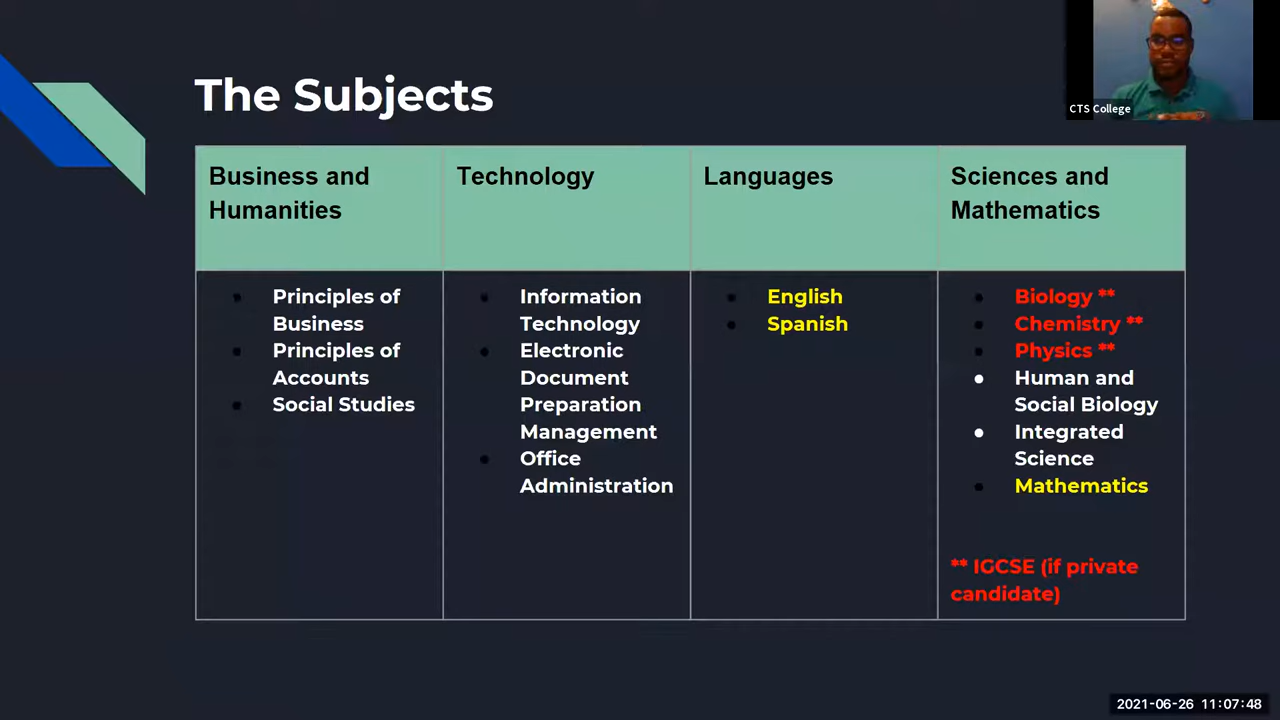 The Subjects
CTS College
Business and
Humanities
Technology
Languages
Sciences and
Mathematics
Principles of
Business
Principles of
Accounts
Social Studies
Information
Technology
Electronic
Document
Preparation
Management
Office
Administration
English
Spanish
Biology **
Chemistry **
Physics **
Human and
Social Biology
Integrated
Science
Mathematics
** IGCSE (if private
candidate)
2021-06-26 11:07:48